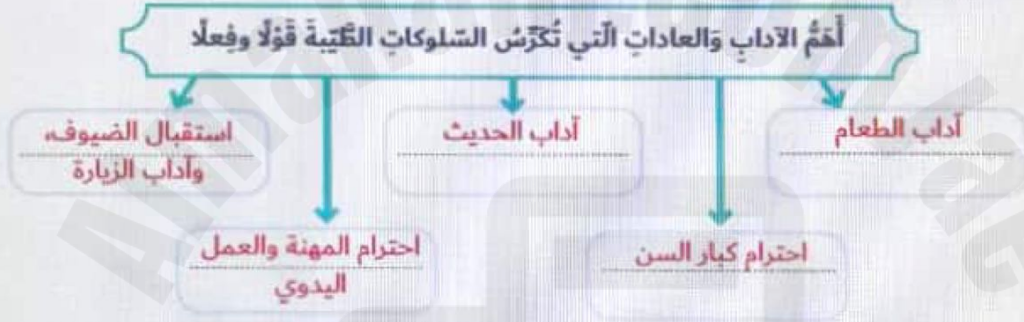 أَهَمُّ الآدابِ وَالعاداتِ الّتي تُكَرِّسُ السّلوكاتِ الطَّيِّبةَ قَوْلًا وفِعلًا
آداب الطعام
آداب الحديث
استقبال الضيوف،
وآداب الزيارة
احترام كبار السن
احترام المهنة والعمل
اليدوي